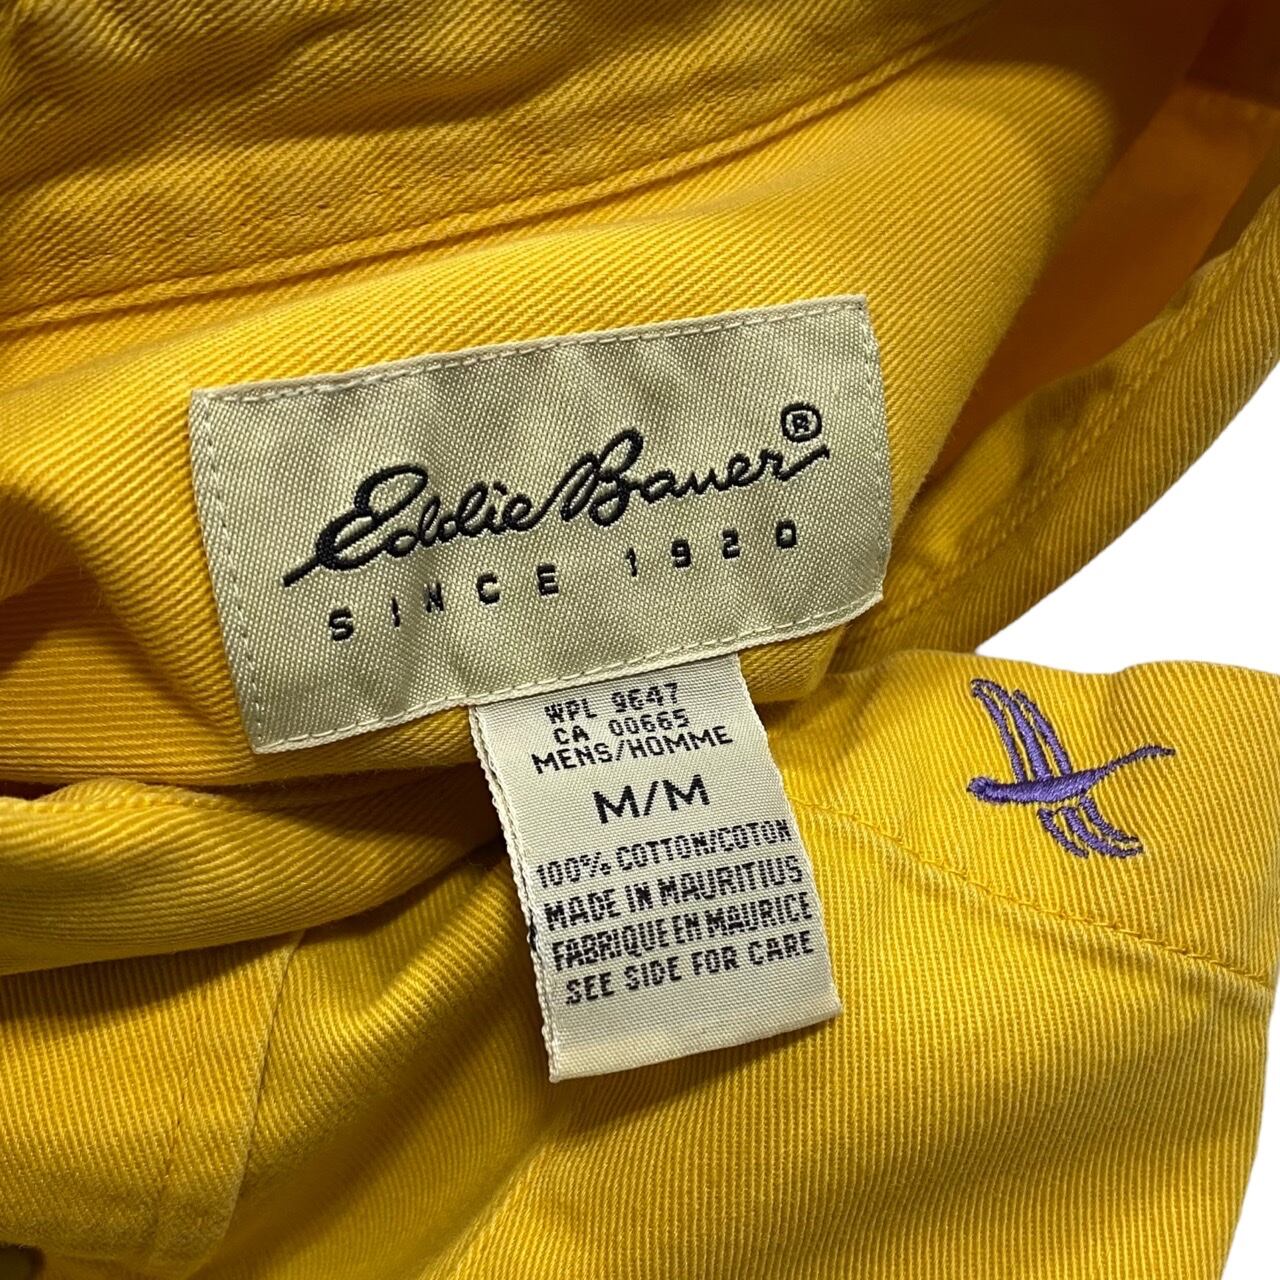 Eddie Bauer®
SINCE 1920
WPL 9647
CA 00665
MENS/HOMME
M/M
100% COTTON/COTON
MADE IN MAURITIUS
FABRIQUE EN MAURICE
SEE SIDE FOR CARE